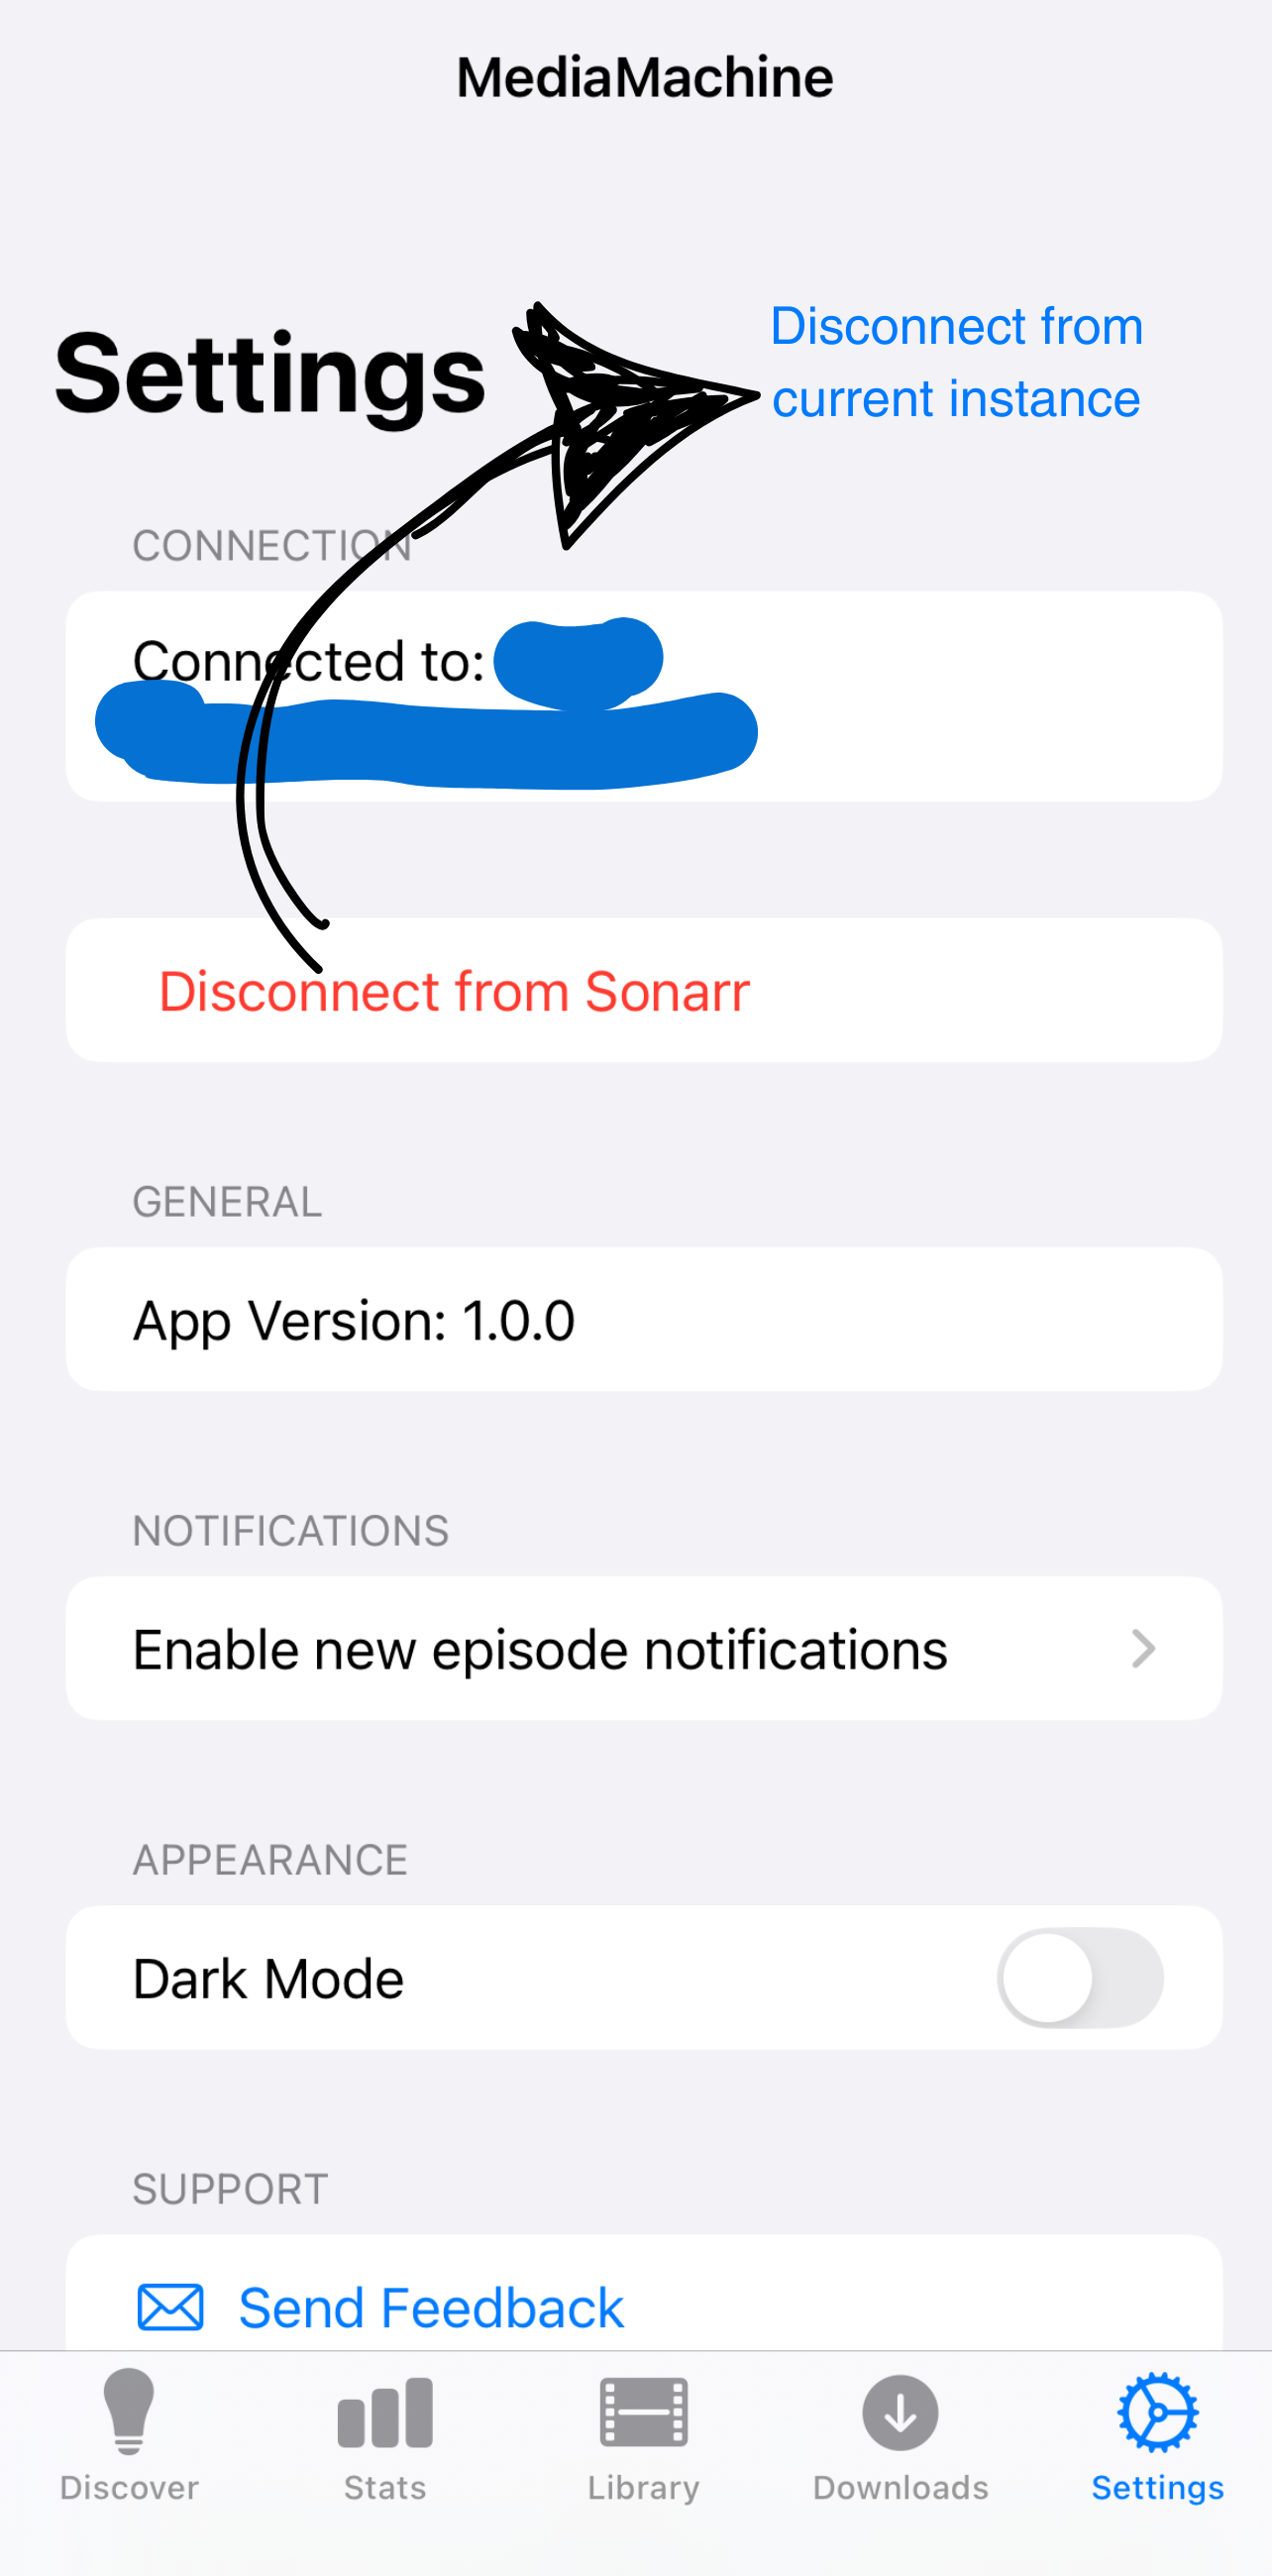 MediaMachine
Disconnect from
current instance
Settings
CONNECTION
Connected to:
Disconnect from Sonarr
GENERAL
App Version: 1.0.0
NOTIFICATIONS
Enable new episode notifications
APPEARANCE
Dark Mode
SUPPORT
Send Feedback
Discover
Stats
Library
Downloads
Settings